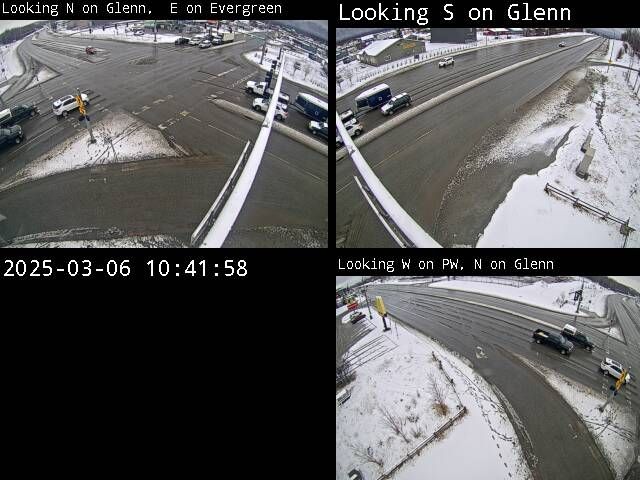 Looking N on Glenn,  E on Evergreen
Looking S on Glenn
2025-03-06 10:41:58
Looking W on PW, N on Glenn